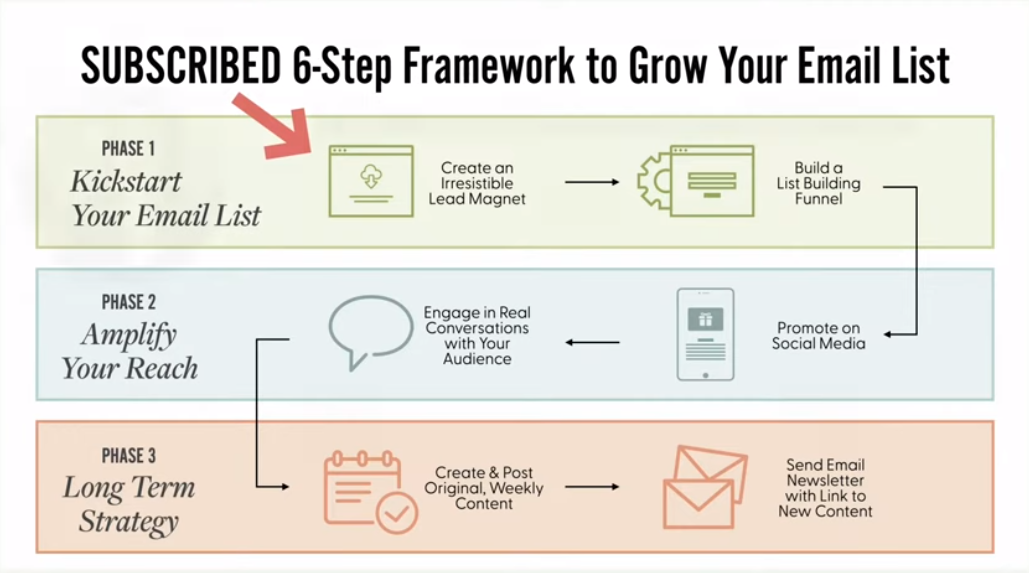 SUBSCRIBED 6-Step Framework to Grow Your Email List
PHASE 1
Kickstart
Your Email List
Create an
Irresistible
Lead Magnet
Build a
List Building
Funnel
PHASE 2
Amplify
Your Reach
Engage in Real
Conversations
with Your
Audience
Promote on
Social Media
PHASE 3
Long Term
Strategy
Create & Post
Original, Weekly
Content
Send Email
Newsletter
with Link to
New Content